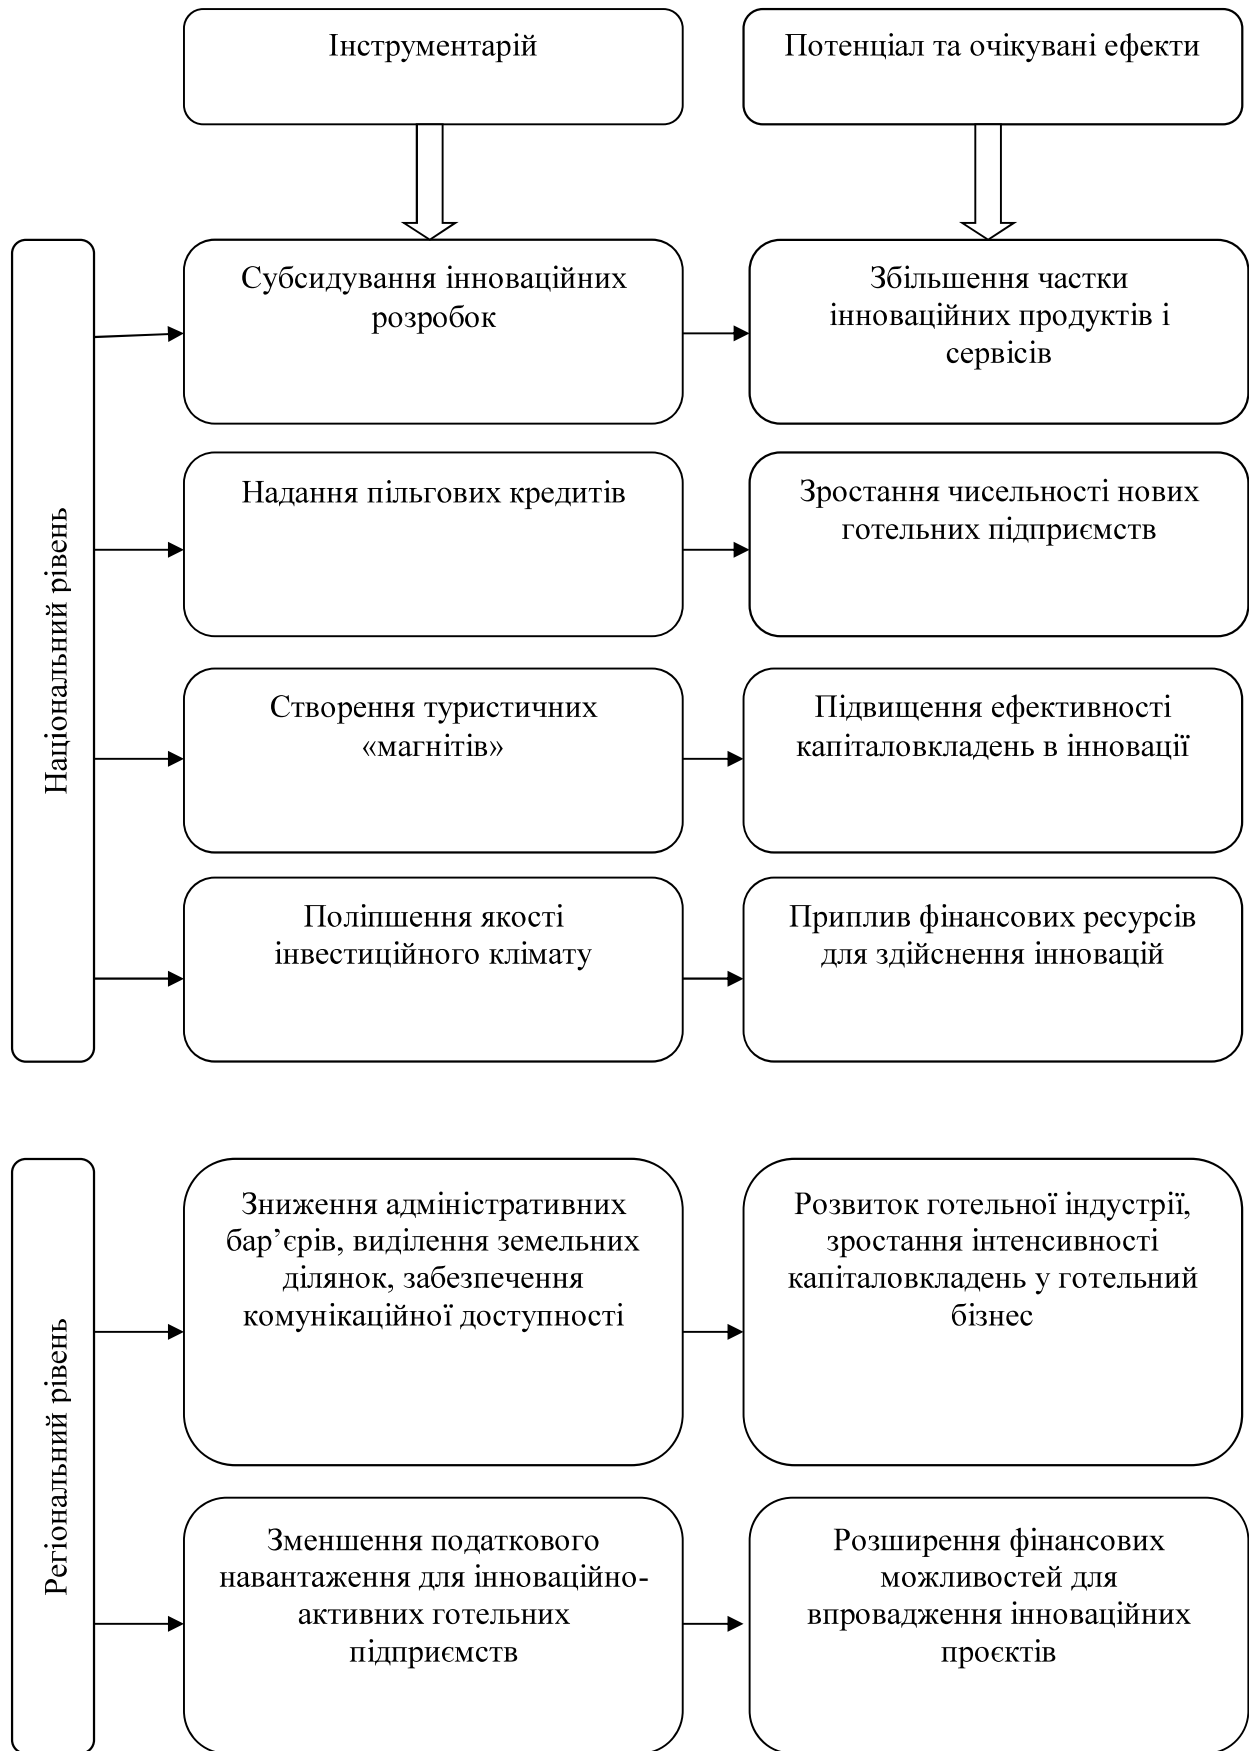 Інструментарій
Потенціал та очікувані ефекти
Національний рівень
Субсидування інноваційних
розробок
Збільшення частки
інноваційних продуктів і
сервісів
Надання пільгових кредитів
Зростання чисельності нових
готельних підприємств
Створення туристичних
«магнітів»
Підвищення ефективності
капіталовкладень в інновації
Поліпшення якості
інвестиційного клімату
Приплив фінансових ресурсів
для здійснення інновацій
Регіональний рівень
Зниження адміністративних
бар’єрів, виділення земельних
ділянок, забезпечення
комунікаційної доступності
Розвиток готельної індустрії,
зростання інтенсивності
капіталовкладень у готельний
бізнес
Зменшення податкового
навантаження для інноваційно-
активних готельних
підприємств
Розширення фінансових
можливостей для
впровадження інноваційних
проєктів